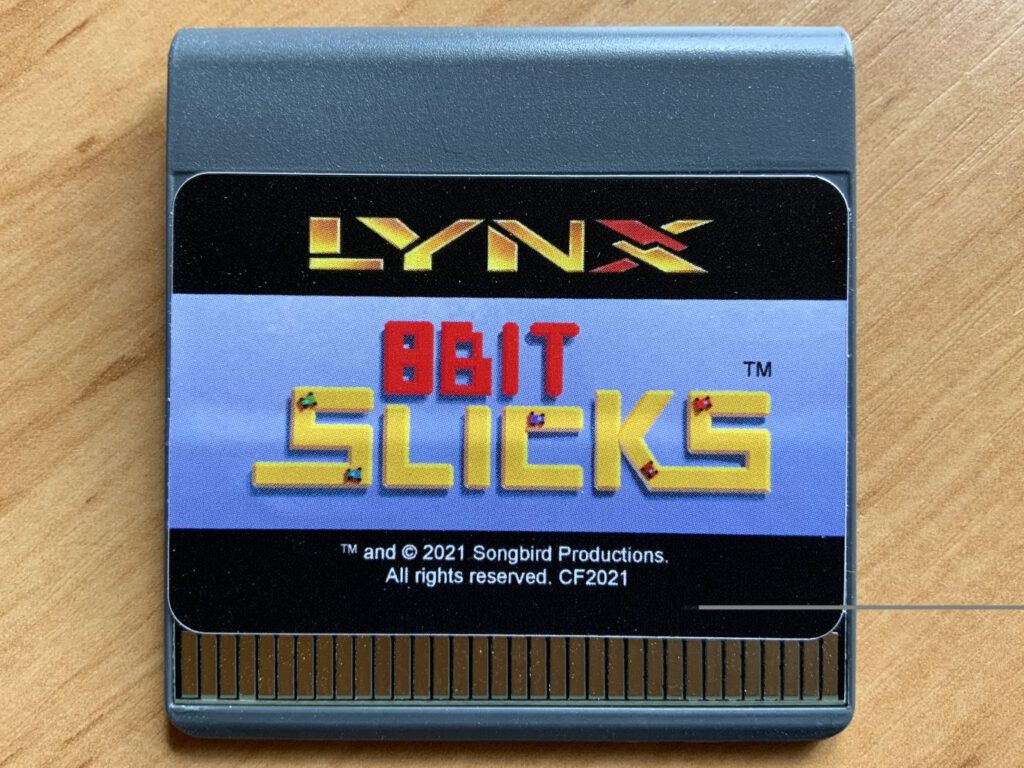 LYNX
8BIT
SLICKS ™
™ and © 2021 Songbird Productions.
All rights reserved. CF2021